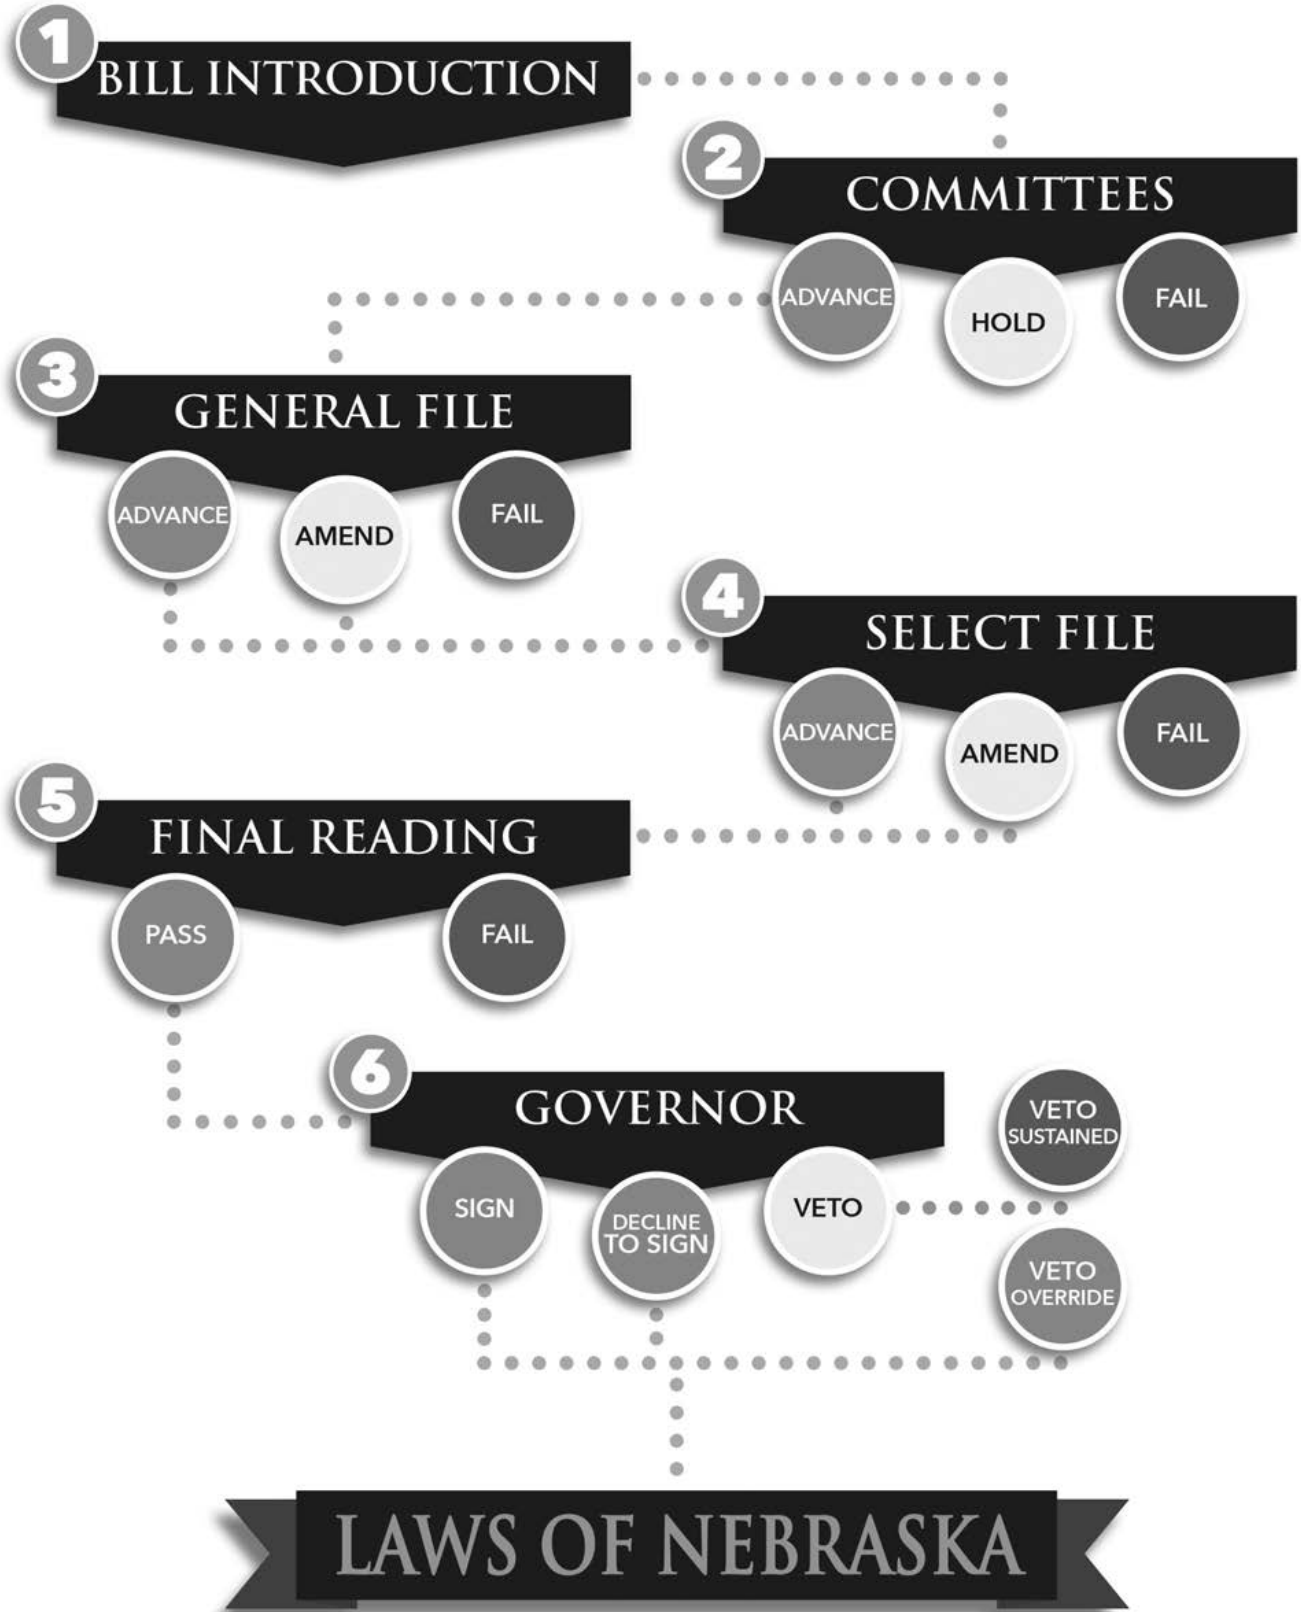 1
BILL INTRODUCTION
2
COMMITTEES
ADVANCE
HOLD
FAIL
3
GENERAL FILE
ADVANCE
AMEND
FAIL
4
SELECT FILE
ADVANCE
AMEND
FAIL
5
FINAL READING
PASS
FAIL
6
GOVERNOR
SIGN
DECLINE
TO SIGN
VETO
VETO
SUSTAINED
VETO
OVERRIDE
LAWS OF NEBRASKA